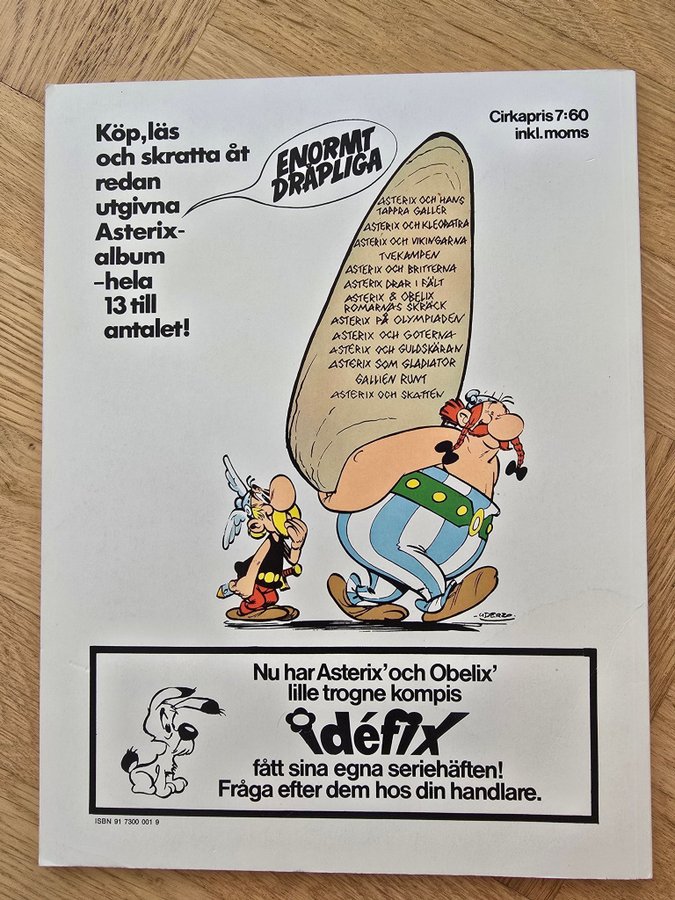 Köp, läs
och skratta åt
redan
utgivna
Asterix-
album
-hela
13 till
antalet!
ENORMT
DRÅPLIGA
Cirkapris 7:60
inkl. moms
ASTERIX OCH HANS
TAPPRA GALLER
ASTERIX OCH KLEOPATRA
ASTERIX OCH VIKINGARNA
TVEKAMPEN
ASTERIX OCH BRITTERNA
ASTERIX DRAR I FÄLT
ASTERIX & OBELIX
ROMARNAS SKRÄCK
ASTERIX PÅ OLYMPIADEN
ASTERIX OCH GOTERNA
ASTERIX OCH GULDSKÄRAN
ASTERIX SOM GLADIATOR
GALLIEN RUNT
ASTERIX OCH SKATTEN
-UDERZO-
Nu har Asterix' och Obelix'
lille trogne kompis
idéfix
fått sina egna seriehäften!
Fråga efter dem hos din handlare.
ISBN 91 7300 001 9